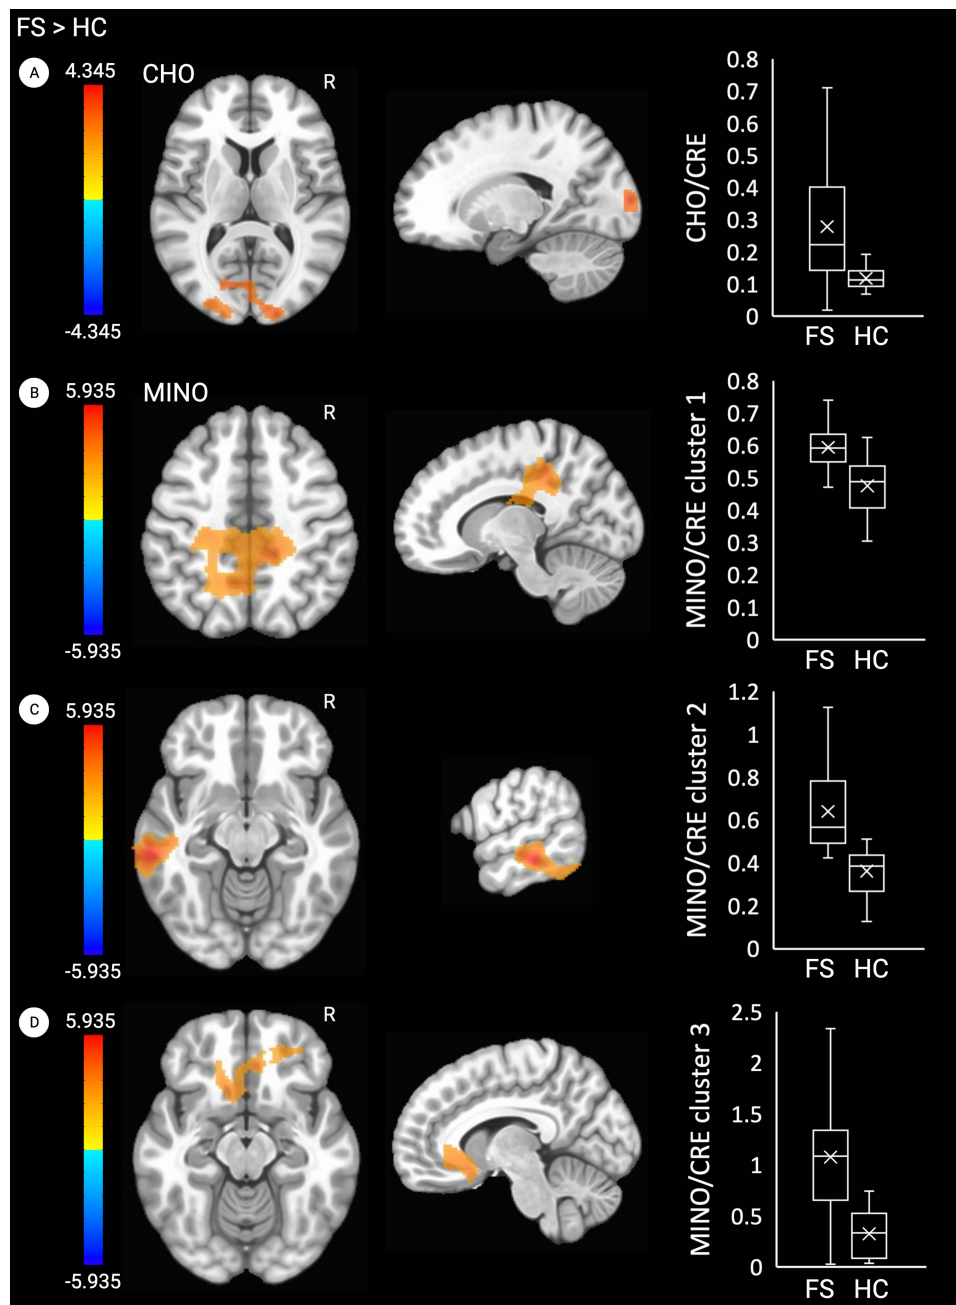 FS > HC
A
4.345
CHO
R
-4.345
CHO/CRE
0.8
0.7
0.6
0.5
0.4
0.3
0.2
0.1
0
FS HC
B
5.935
MINO
R
-5.935
MINO/CRE cluster 1
0.8
0.7
0.6
0.5
0.4
0.3
0.2
0.1
0
FS HC
C
5.935
R
-5.935
MINO/CRE cluster 2
1.2
1
0.8
0.6
0.4
0.2
0
FS HC
D
5.935
R
-5.935
MINO/CRE cluster 3
2.5
2
1.5
1
0.5
0
FS HC